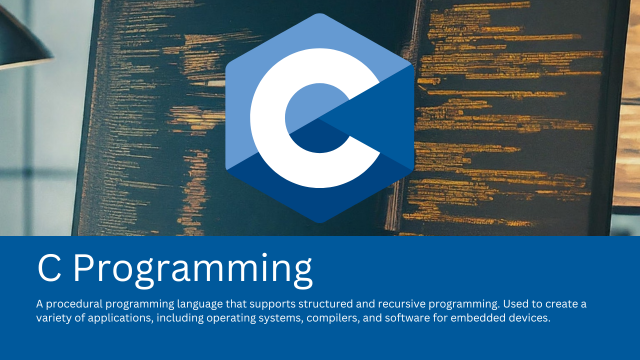 C
C Programming
A procedural programming language that supports structured and recursive programming. Used to create a
variety of applications, including operating systems, compilers, and software for embedded devices.